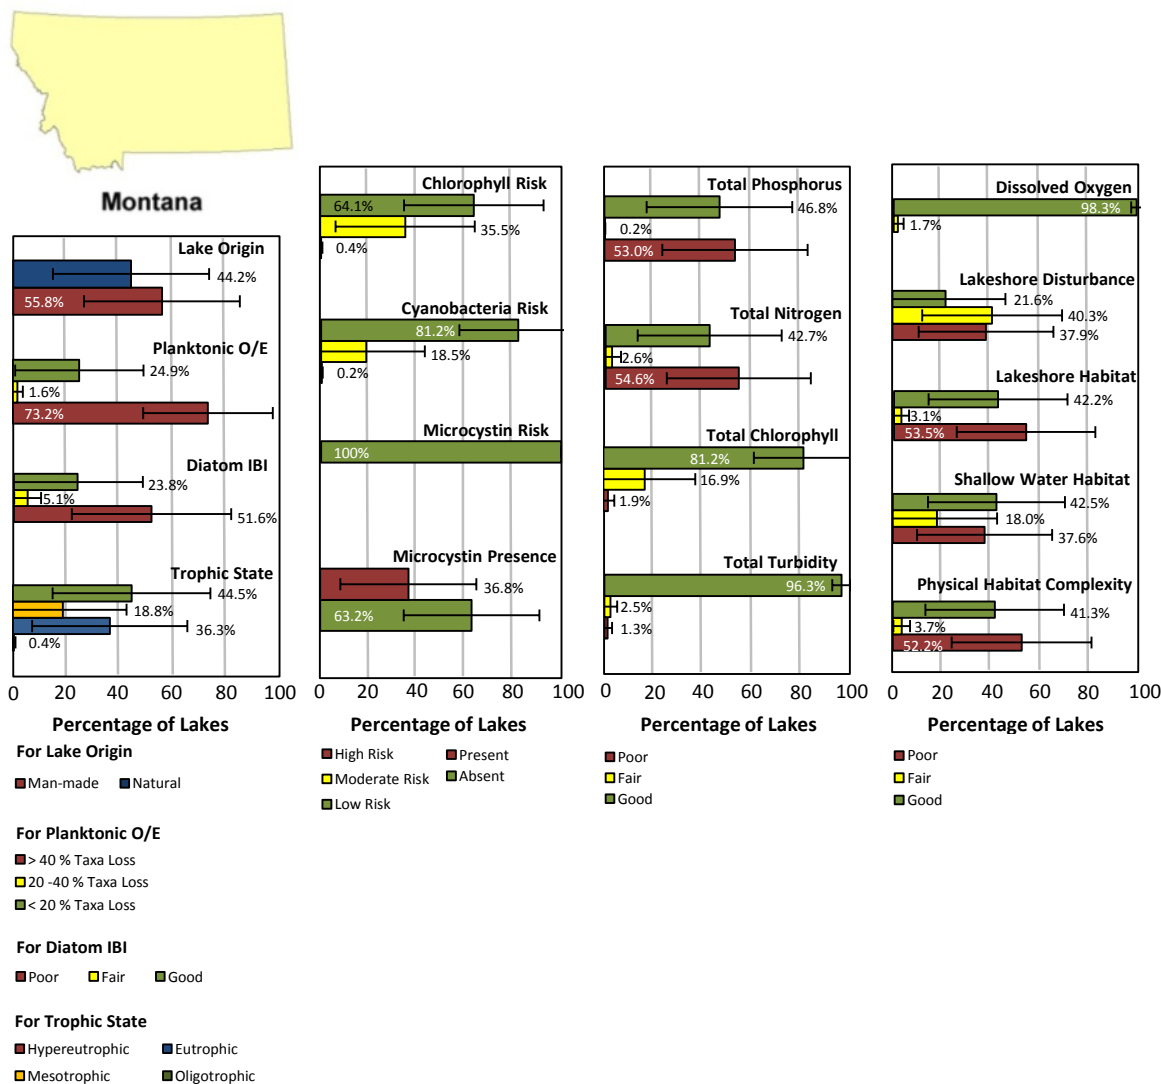 Montana
Lake Origin
44.2%
55.8%
Planktonic O/E
24.9%
1.6%
73.2%
Diatom IBI
23.8%
5.1%
51.6%
Trophic State
44.5%
18.8%
36.3%
0.4%
0 20 40 60 80 100
Percentage of Lakes
For Lake Origin
Man-made Natural
For Planktonic O/E
> 40 % Taxa Loss
20 -40 % Taxa Loss
< 20 % Taxa Loss
For Diatom IBI
Poor Fair Good
For Trophic State
Hypereutrophic Eutrophic
Mesotrophic Oligotrophic
Chlorophyll Risk
64.1%
35.5%
0.4%
Cyanobacteria Risk
81.2%
18.5%
0.2%
Microcystin Risk
100%
Microcystin Presence
36.8%
63.2%
0 20 40 60 80 100
Percentage of Lakes
High Risk Present
Moderate Risk Absent
Low Risk
Total Phosphorus
46.8%
0.2%
53.0%
Total Nitrogen
42.7%
2.6%
54.6%
Total Chlorophyll
81.2%
16.9%
1.9%
Total Turbidity
96.3%
2.5%
1.3%
0 20 40 60 80 100
Percentage of Lakes
Poor
Fair
Good
Dissolved Oxygen
98.3%
1.7%
Lakeshore Disturbance
21.6%
40.3%
37.9%
Lakeshore Habitat
42.2%
3.1%
53.5%
Shallow Water Habitat
42.5%
18.0%
37.6%
Physical Habitat Complexity
41.3%
3.7%
52.2%
0 20 40 60 80 100
Percentage of Lakes
Poor
Fair
Good